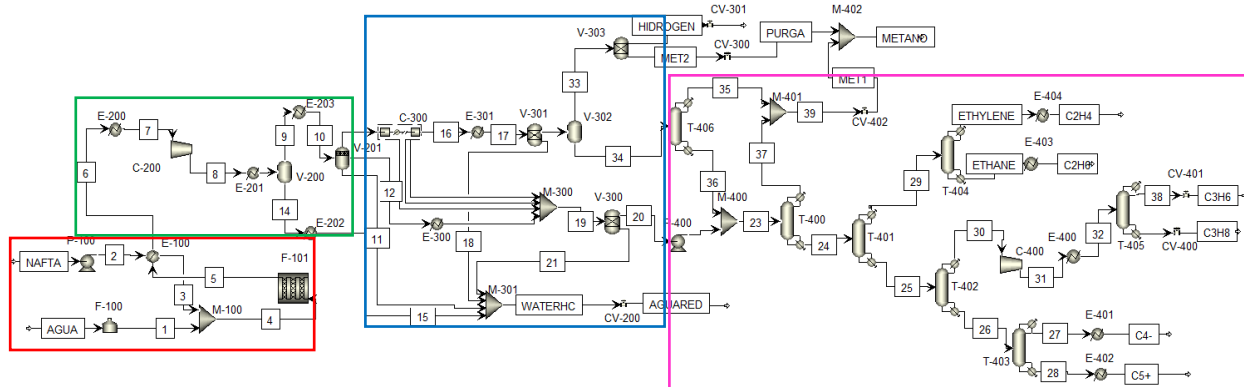 HIDROGEN
CV-301
M-402
V-303
CV-300
PURGA
METANO
MET2
33
MET1
E-203
E-200
7
9
10
C-300
E-301
V-301
V-302
35
M-401
39
CV-402
E-404
ETHYLENE
C2H4
16
17
T-406
V-201
E-403
6
C-200
8
E-201
V-200
34
37
ETHANE
29
T-404
CV-401
12
M-300
V-300
36
M-400
38
C3H6
14
E-202
19
20
23
T-400
30
C-400
E-400
32
T-405
11
E-300
18
24
T-401
31
CV-400
C3H8
P-100
E-100
F-101
21
25
T-402
NAFTA
2
5
M-301
3
F-100
M-100
WATERHC
AGUARED
26
27
E-401
C4-
AGUA
1
4
15
CV-200
T-403
28
E-402
C5+